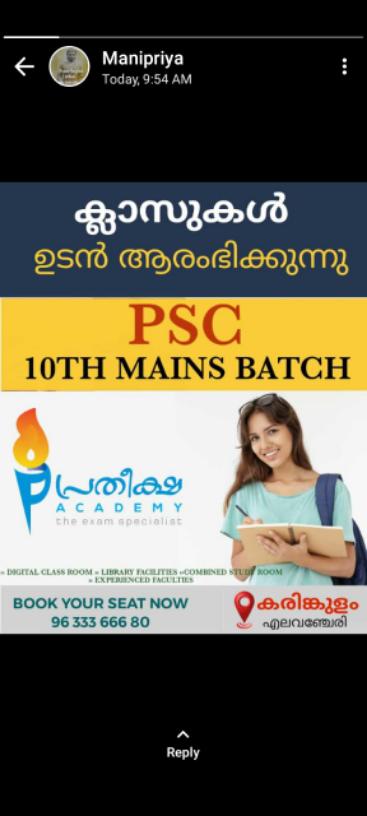 Manipriya
Today, 9:54 AM
ക്ലാസുകൾ
ഉടൻ ആരംഭിക്കുന്നു
PSC
10TH MAINS BATCH
പ്രതീക്ഷ
ACADEMY
the exam specialist
» DIGITAL CLASS ROOM » LIBRARY FACILITIES »COMBINED STUDY ROOM
» EXPERIENCED FACULTIES
BOOK YOUR SEAT NOW
96 333 666 80
കരിങ്കുളം
എലവഞ്ചേരി
Reply